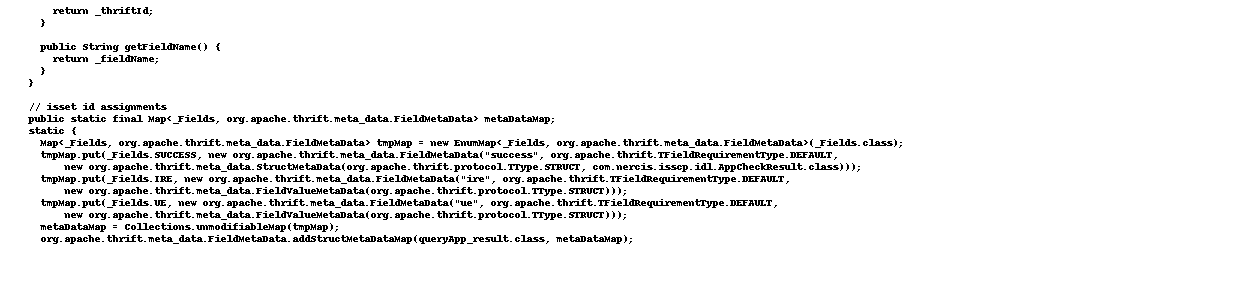 return _thriftId;
}
public String getFieldName() {
return _fieldName;
}
}
// isset id assignments
public static final Map<_Fields, org.apache.thrift.meta_data.FieldMetaData> metaDataMap;
static {
Map<_Fields, org.apache.thrift.meta_data.FieldMetaData> tmpMap = new EnumMap<_Fields, org.apache.thrift.meta_data.FieldMetaData>(_Fields.class);
tmpMap.put(_Fields.SUCCESS, new org.apache.thrift.meta_data.FieldMetaData("success", org.apache.thrift.TFieldRequirementType.DEFAULT,
new org.apache.thrift.meta_data.StructMetaData(org.apache.thrift.protocol.TType.STRUCT, com.nercis.isscp.idl.AppCheckResult.class)));
tmpMap.put(_Fields.IRE, new org.apache.thrift.meta_data.FieldMetaData("ire", org.apache.thrift.TFieldRequirementType.DEFAULT,
new org.apache.thrift.meta_data.FieldValueMetaData(org.apache.thrift.protocol.TType.STRUCT)));
tmpMap.put(_Fields.UE, new org.apache.thrift.meta_data.FieldMetaData("ue", org.apache.thrift.TFieldRequirementType.DEFAULT,
new org.apache.thrift.meta_data.FieldValueMetaData(org.apache.thrift.protocol.TType.STRUCT)));
metaDataMap = Collections.unmodifiableMap(tmpMap);
org.apache.thrift.meta_data.FieldMetaData.addStructMetaDataMap(queryApp_result.class, metaDataMap);